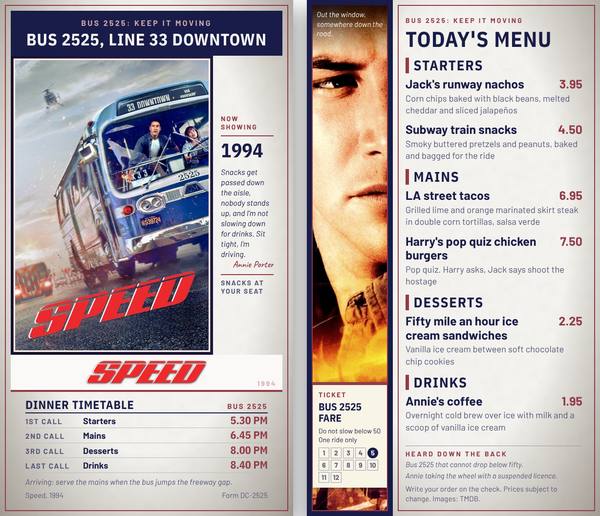 BUS 2525: KEEP IT MOVING
BUS 2525, LINE 33 DOWNTOWN
33 DOWNTOWN
2525
NOW
SHOWING
1994
Snacks get
passed down
the aisle,
nobody stands
up, and I'm not
slowing down
for drinks. Sit
tight, I'm
driving.
Annie Porter
SNACKS AT
YOUR SEAT
SPEED
SPEED
1994
DINNER TIMETABLE
BUS 2525
1ST CALL Starters 5.30 PM
2ND CALL Mains 6.45 PM
3RD CALL Desserts 8.00 PM
LAST CALL Drinks 8.40 PM
Arriving: serve the mains when the bus jumps the freeway gap.
Speed, 1994
Form DC-2525
Out the window,
somewhere down the
road.
TICKET
BUS 2525
FARE
Do not slow below 50
One ride only
1 2 3 4 5
6 7 8 9 10
11 12
BUS 2525: KEEP IT MOVING
TODAY'S MENU
STARTERS
Jack's runway nachos 3.95
Corn chips baked with black beans, melted
cheddar and sliced jalapeños
Subway train snacks 4.50
Smoky buttered pretzels and peanuts, baked
and bagged for the ride
MAINS
LA street tacos 6.95
Grilled lime and orange marinated skirt steak
in double corn tortillas, salsa verde
Harry's pop quiz chicken 7.50
burgers
Pop quiz. Harry asks, Jack says shoot the
hostage
DESSERTS
Fifty mile an hour ice 2.25
cream sandwiches
Vanilla ice cream between soft chocolate
chip cookies
DRINKS
Annie's coffee 1.95
Overnight cold brew over ice with milk and a
scoop of vanilla ice cream
HEARD DOWN THE BACK
Bus 2525 that cannot drop below fifty.
Annie taking the wheel with a suspended licence.
Write your order on the check. Prices subject to
change. Images: TMDB.